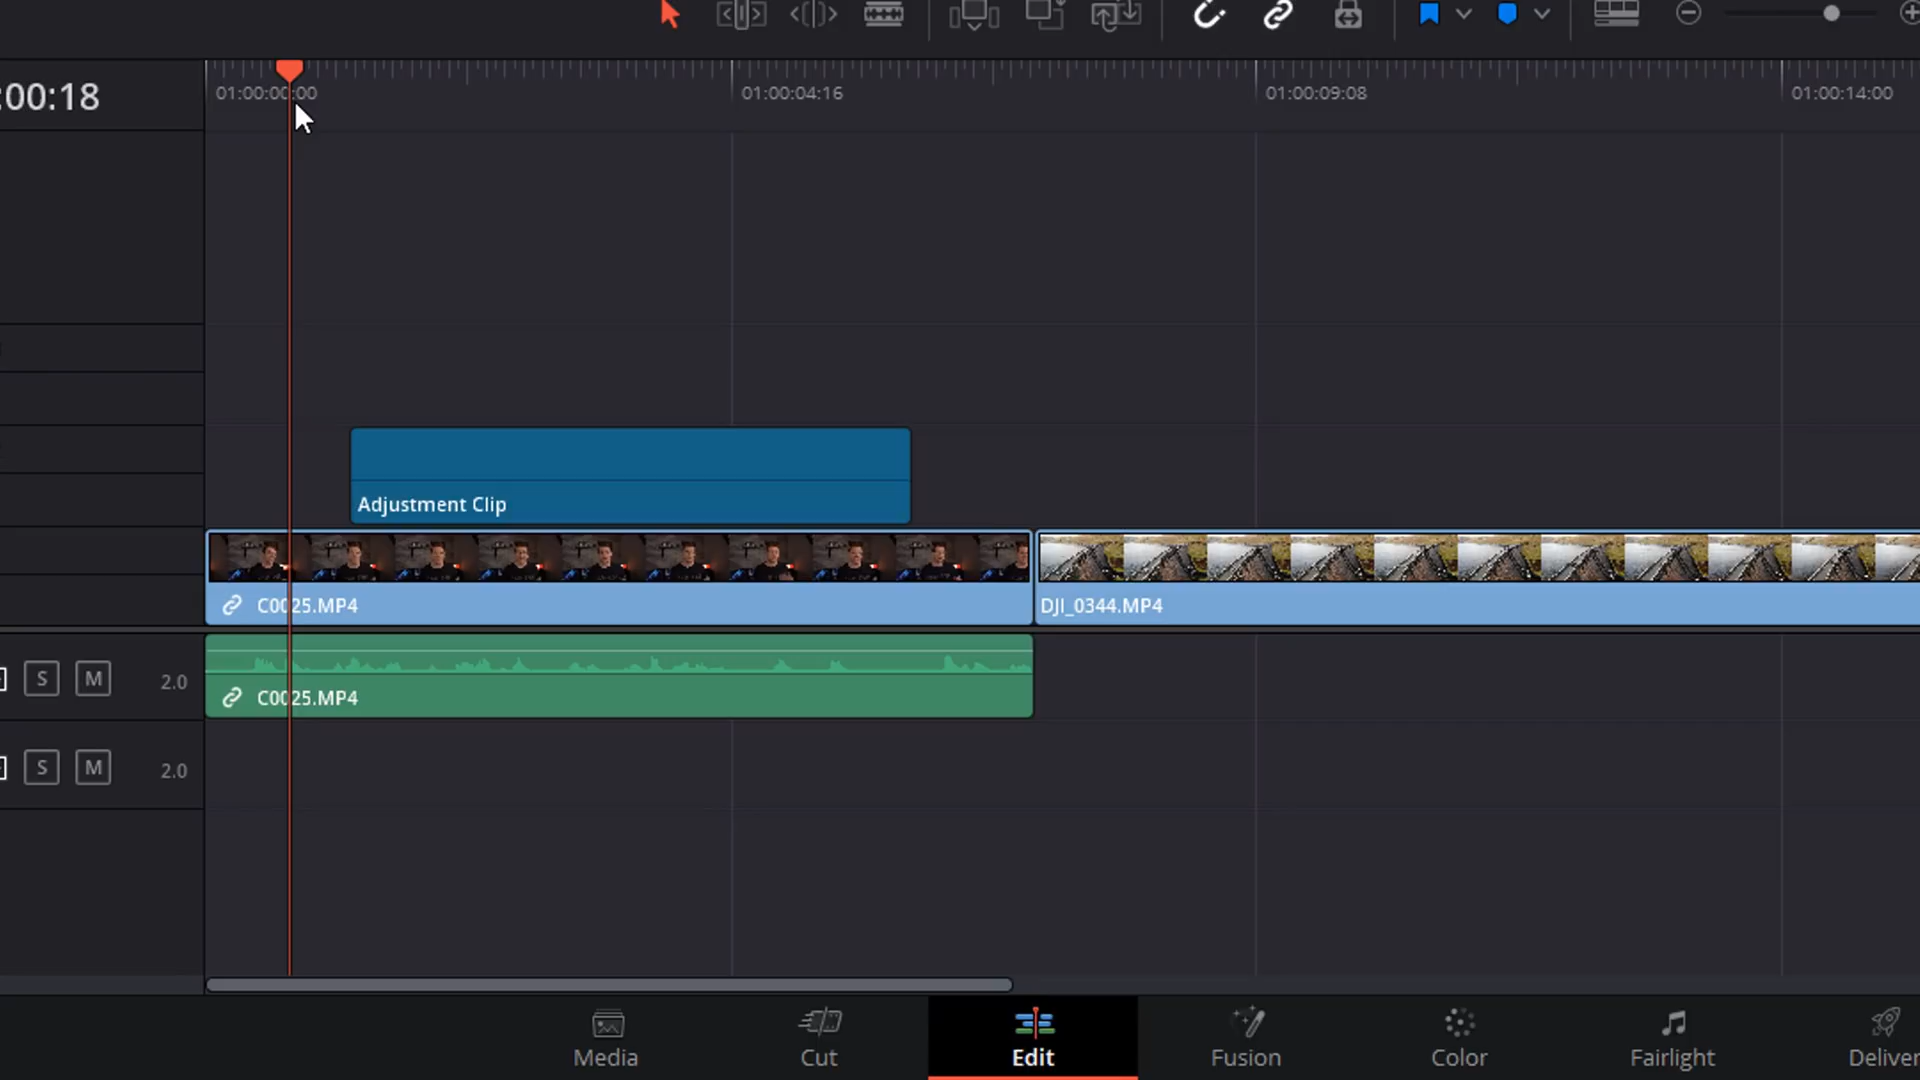 :00:18
01:00:00:00
01:00:04:16
01:00:09:08
01:00:14:00
Adjustment Clip
C0025.MP4
DJI_0344.MP4
S M 2.0
C0025.MP4
S M 2.0
Media
Cut
Edit
Fusion
Color
Fairlight
Deliver